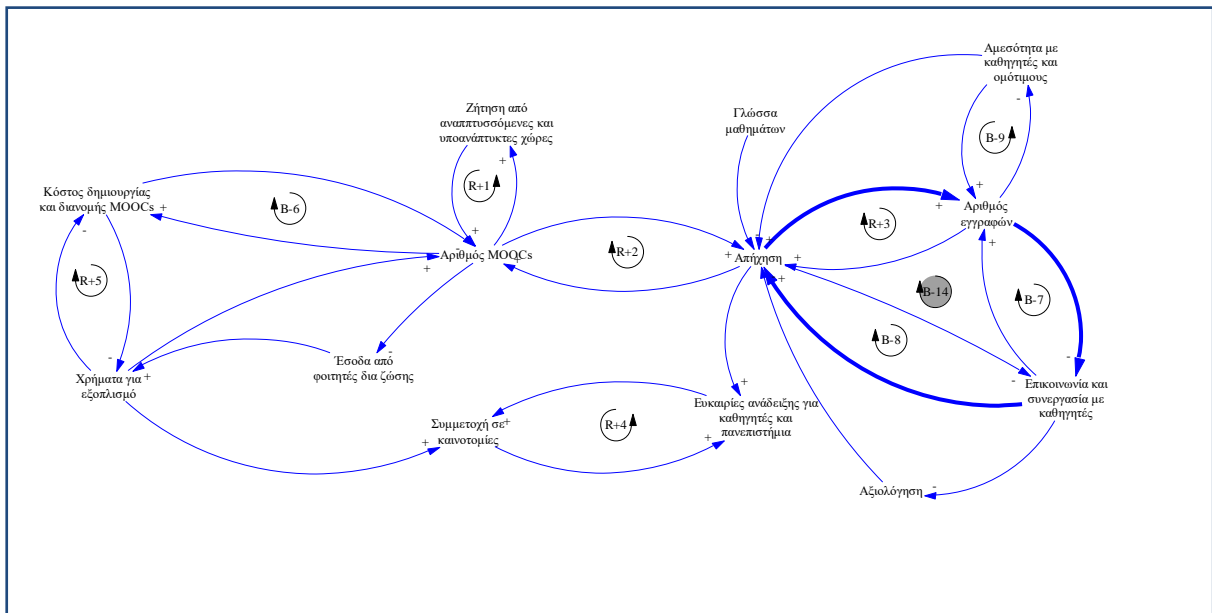 Αμεσότητα με
καθηγητές και
ομότιμους
-
B-9
+
Ζήτηση από
αναπτυσσόμενες και
υποανάπτυκτες χώρες
+
R+1
+
Γλώσσα
μαθημάτων
Κόστος δημιουργίας
και διανομής MOOCs
+
-
B-6
R+5
-
Αριθμός MOOCs
-
+
+
R+2
Απήχηση
+
-
+
+
+
R+3
+
Αριθμός
εγγραφών
+
B-14
B-7
B-8
-
-
Επικοινωνία και
συνεργασία με
καθηγητές
Χρήματα για
εξοπλισμό
+
Έσοδα από
φοιτητές δια ζώσης
-
Συμμετοχή σε
καινοτομίες
+
+
R+4
+
+
Ευκαιρίες ανάδειξης για
καθηγητές και
πανεπιστήμια
Αξιολόγηση
-